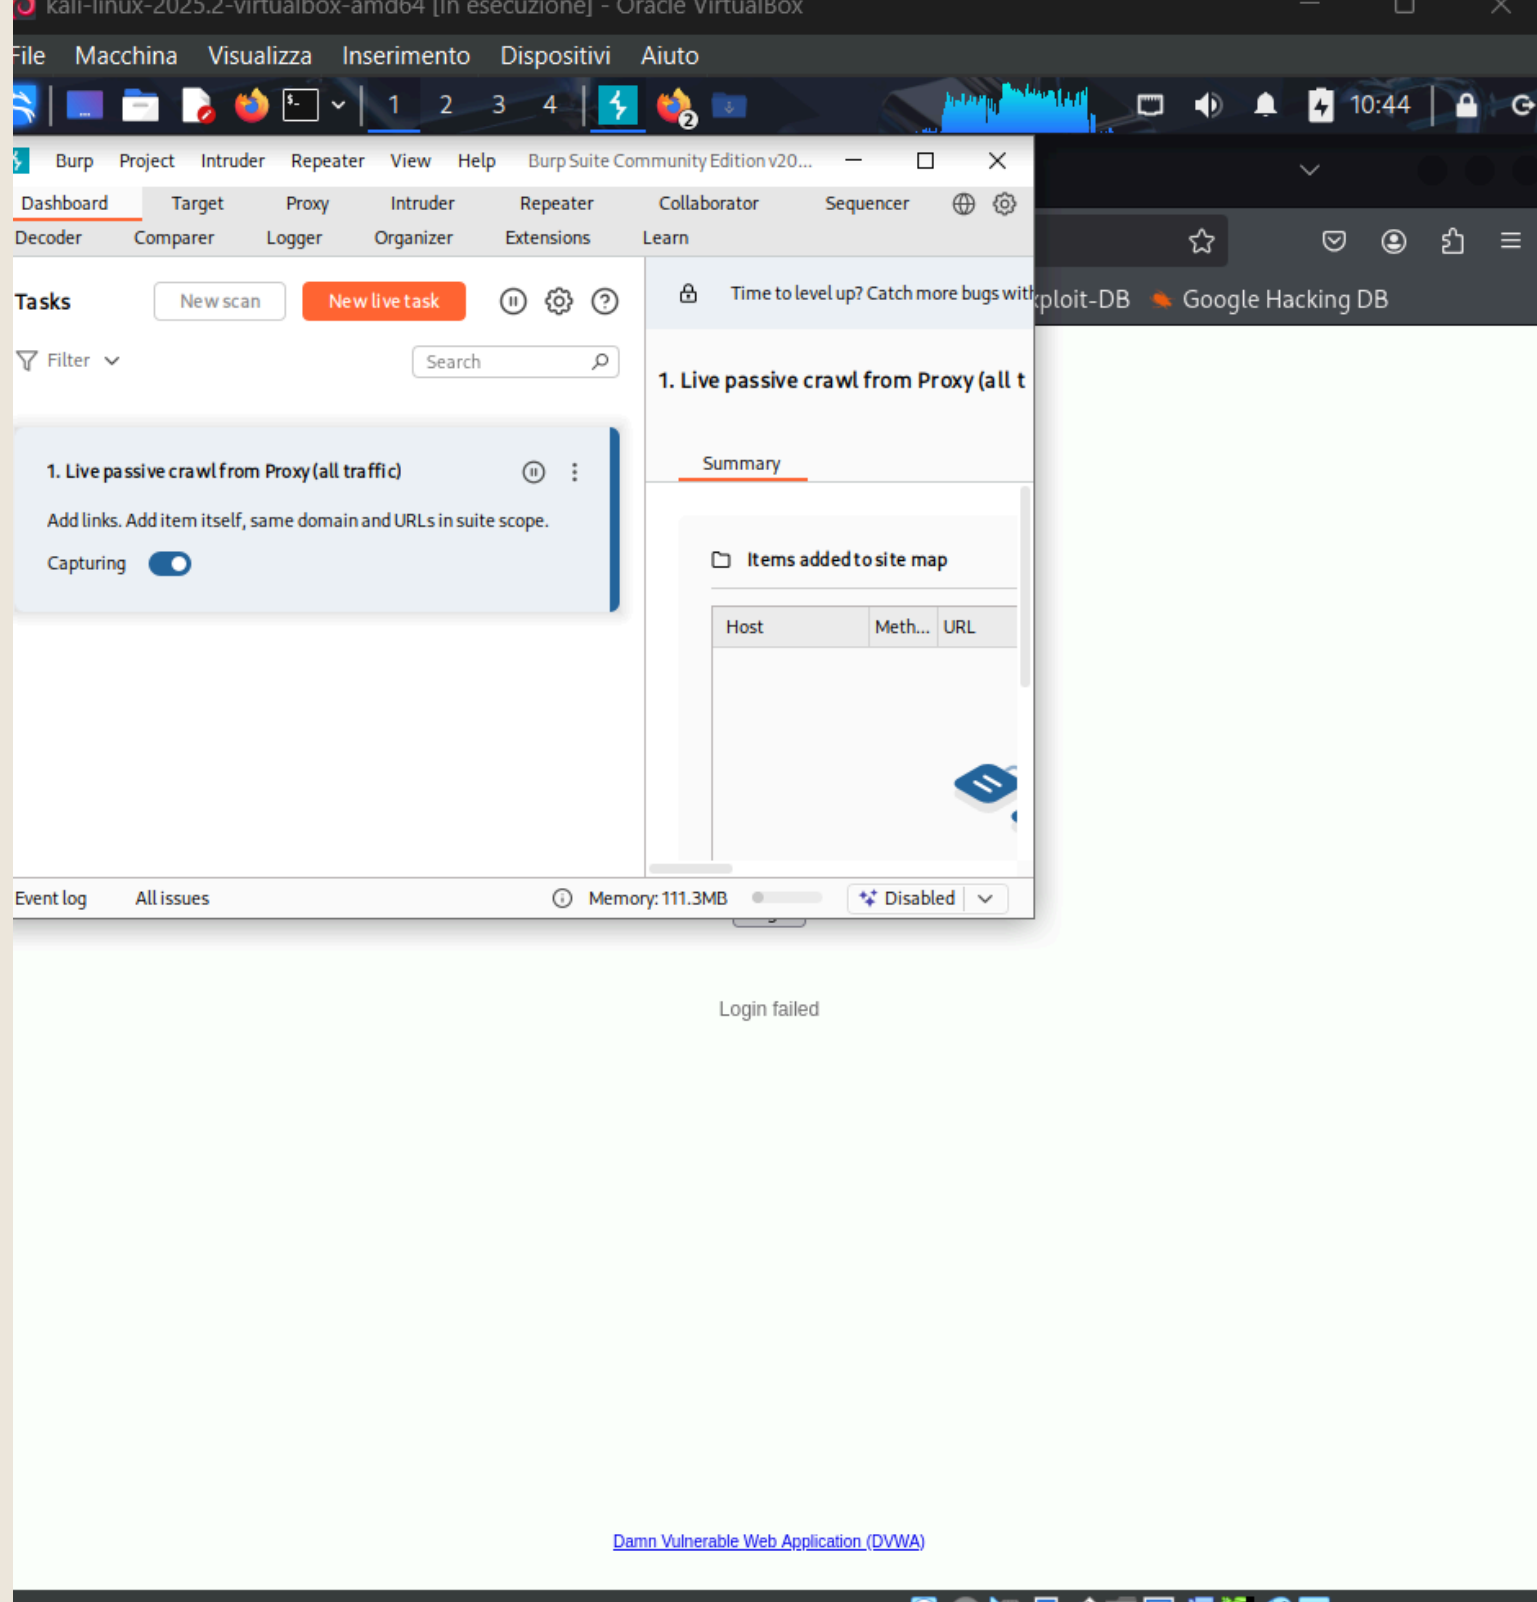 kali-linux-2025.2-virtualbox-amd64 [In esecuzione] - Oracle VirtualBox
File Macchina Visualizza Inserimento Dispositivi Aiuto
1 2 3 4 2 10:44
Burp Project Intruder Repeater View Help Burp Suite Community Edition v20...
Dashboard Target Proxy Intruder Repeater Collaborator Sequencer
Decoder Comparer Logger Organizer Extensions Learn
Tasks New scan New live task
Time to level up? Catch more bugs with
xploit-DB Google Hacking DB
Filter Search
1. Live passive crawl from Proxy (all t
1. Live passive crawl from Proxy (all traffic)
Add links. Add item itself, same domain and URLs in suite scope.
Capturing
Summary
Items added to site map
Host Meth... URL
Event log All issues Memory: 111.3MB Disabled
Login failed
Damn Vulnerable Web Application (DVWA)